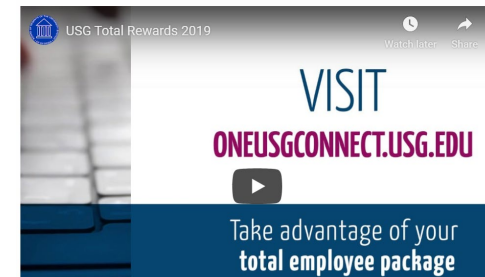 USG Total Rewards 2019
Watch later Share
VISIT
ONEUSGCONNECT.USG.EDU
Take advantage of your
total employee package